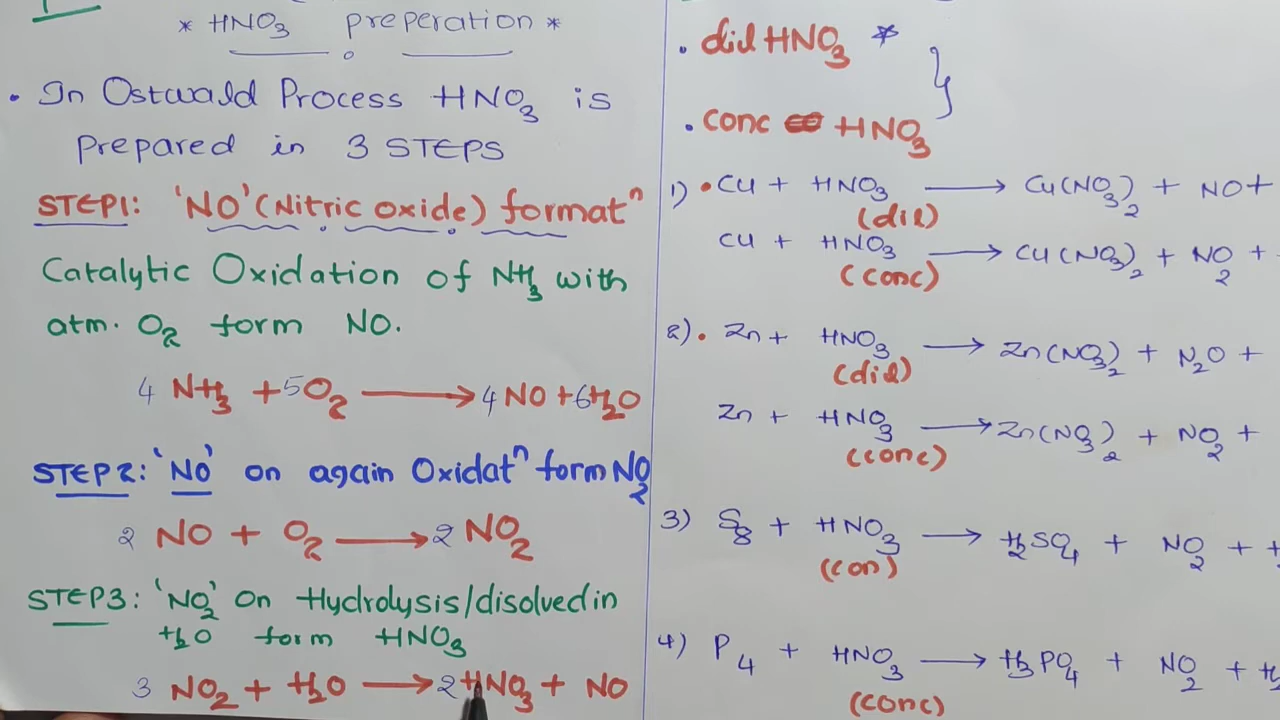 * HNO₃ preperation *
• In Ostwald Process HNO₃ is
prepared in 3 STEPS
STEP1: 'NO' (Nitric oxide) formatⁿ
Catalytic Oxidation of NH₃ with
atm. O₂ form NO.
4 NH₃ + 5O₂ ⟶ 4 NO + 6H₂O
STEP2: 'NO' on again Oxidatⁿ form NO₂
2 NO + O₂ ⟶ 2 NO₂
STEP3: 'NO₂' On Hydrolysis/disolved in
H₂O form HNO₃
3 NO₂ + H₂O ⟶ 2 HNO₃ + NO
. dil HNO₃ *
. conc HNO₃
1) • Cu + HNO₃ ⟶ Cu(NO₃)₂ + NO +
(dil)
Cu + HNO₃ ⟶ Cu(NO₃)₂ + NO₂ +
(conc)
2). Zn + HNO₃ ⟶ Zn(NO₃)₂ + N₂O +
(dil)
Zn + HNO₃ ⟶ Zn(NO₃)₂ + NO₂ +
(conc)
3) S₈ + HNO₃ ⟶ H₂SO₄ + NO₂ +
(con)
4) P₄ + HNO₃ ⟶ H₃PO₄ + NO₂ +
(conc)